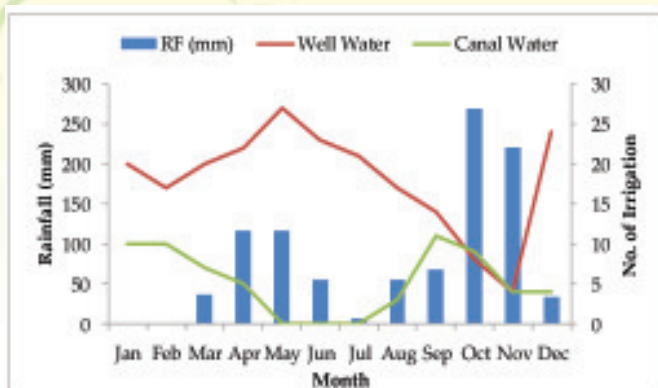 RF (mm) Well Water Canal Water
300 30
250 25
200 20
150 15
100 10
50 5
0 0
Rainfall (mm)
No. of Irrigation
Jan Feb Mar Apr May Jun Jul Aug Sep Oct Nov Dec
Month